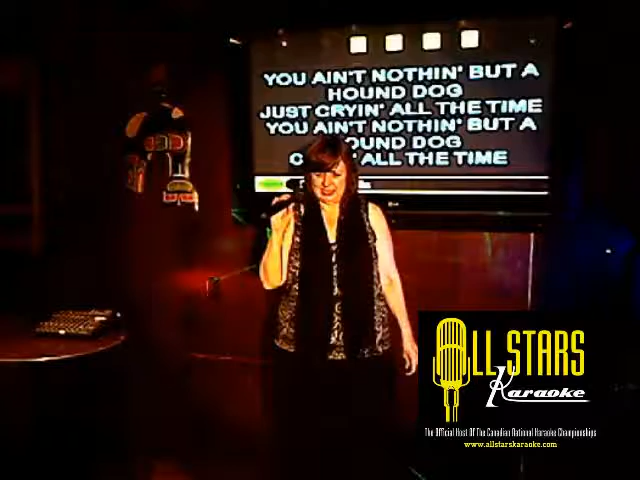 YOU AIN'T NOTHIN' BUT A
HOUND DOG
JUST CRYIN' ALL THE TIME
YOU AIN'T NOTHIN' BUT A
OUND DOG
ALL THE TIME
ALL STARS
Karaoke
The Official Host Of The Canadian National Karaoke Championships
www.allstarskaraoke.com